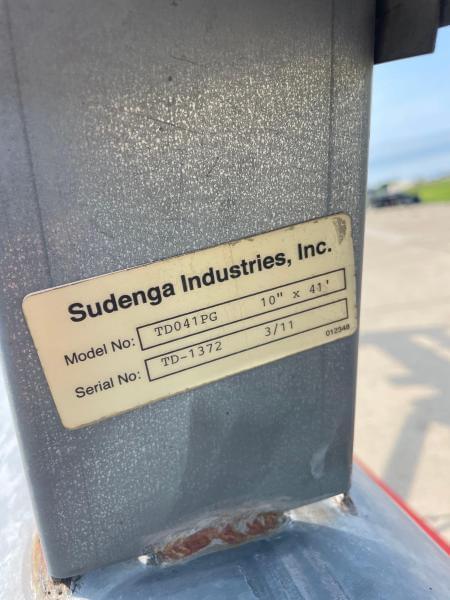 Sudenga Industries, Inc.
Model No: TD041PG 10" x 41'
Serial No: TD-1372 3/11
012348